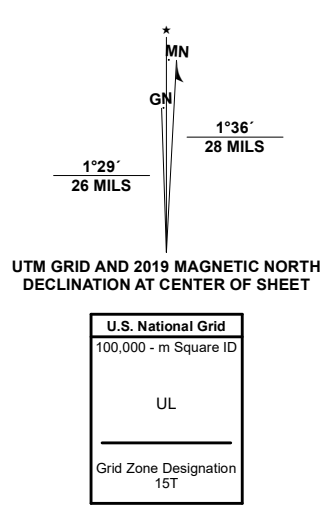 ★
MN
GN
1°36´
28 MILS
1°29´
26 MILS
UTM GRID AND 2019 MAGNETIC NORTH
DECLINATION AT CENTER OF SHEET
U.S. National Grid
100,000 - m Square ID
UL
Grid Zone Designation
15T